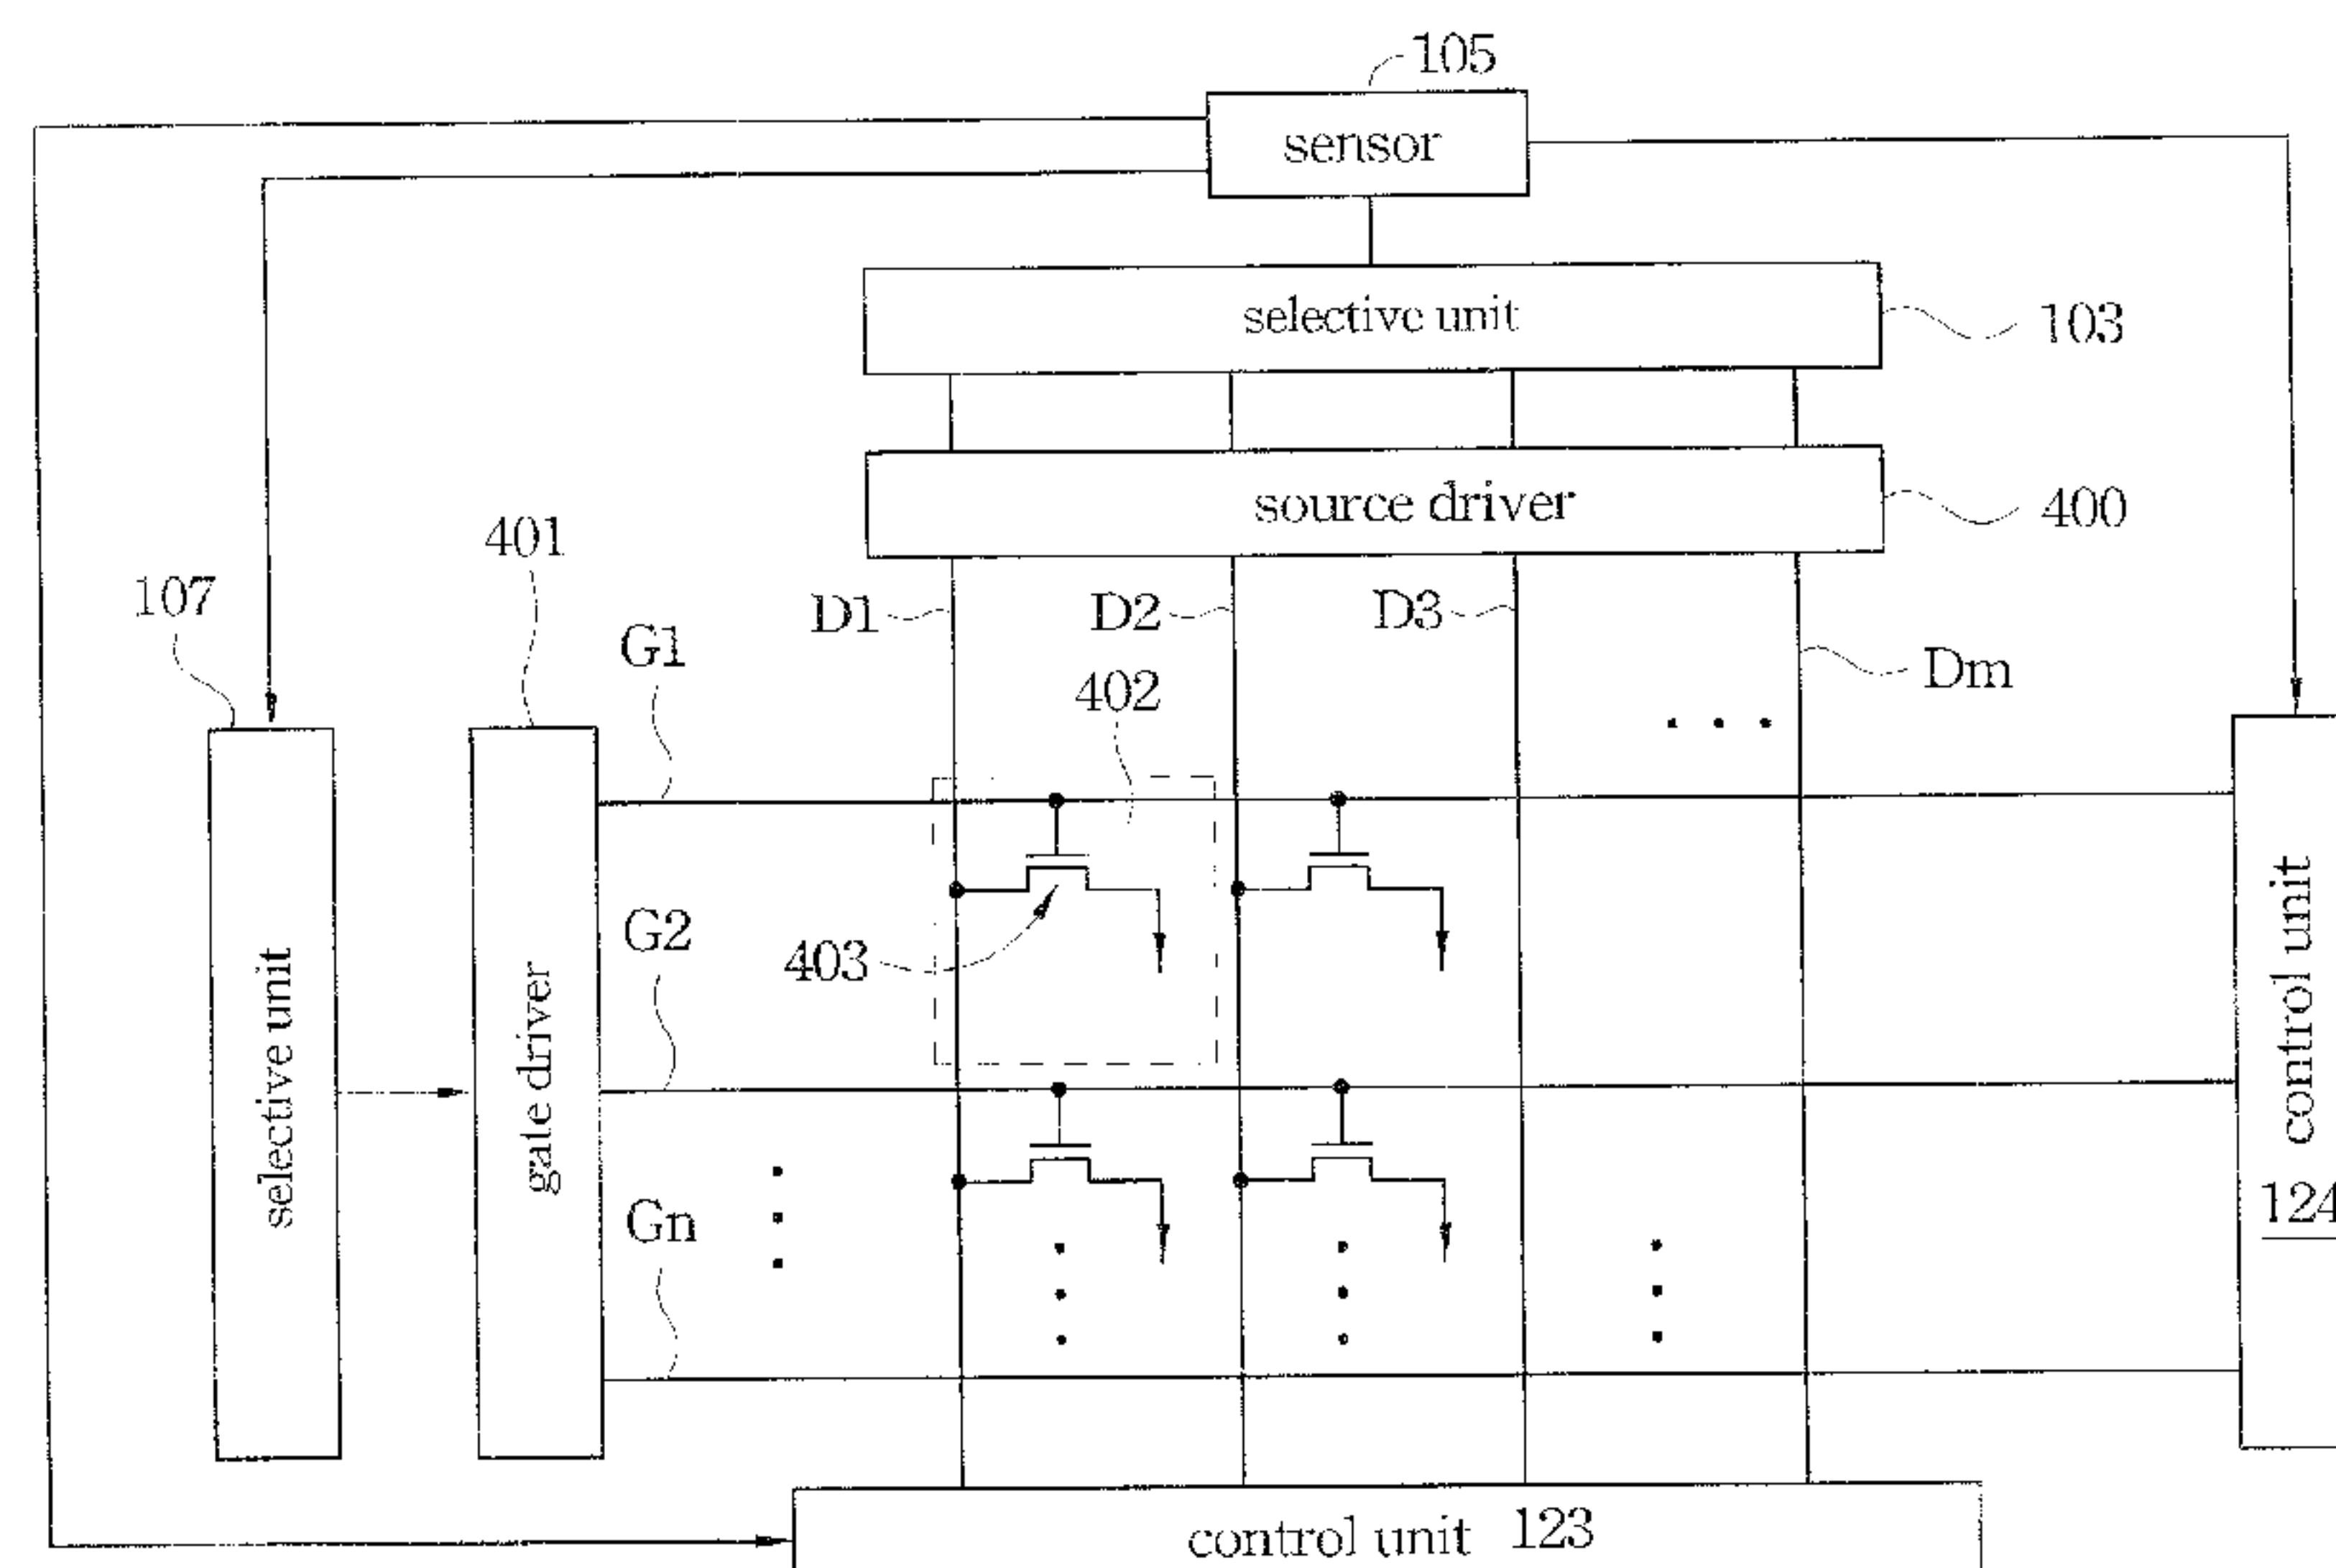 105
sensor
selective unit
103
source driver
400
401
107
D1
D2
D3
G1
Dm
402
G2
403
selective unit
gate driver
control unit
124
Gn
control unit 123